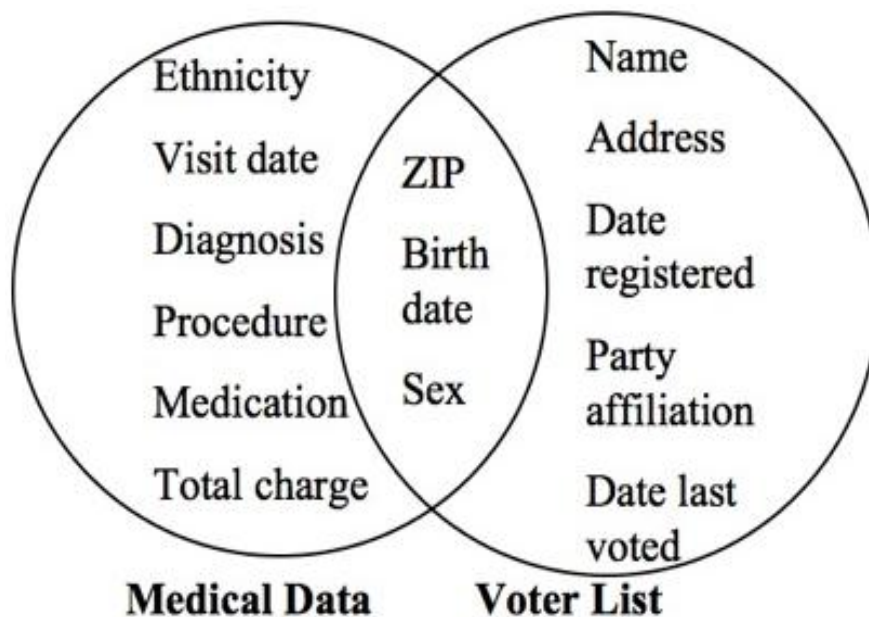 Ethnicity
Visit date
Diagnosis
Procedure
Medication
Total charge
ZIP
Birth
date
Sex
Name
Address
Date
registered
Party
affiliation
Date last
voted
Medical Data
Voter List